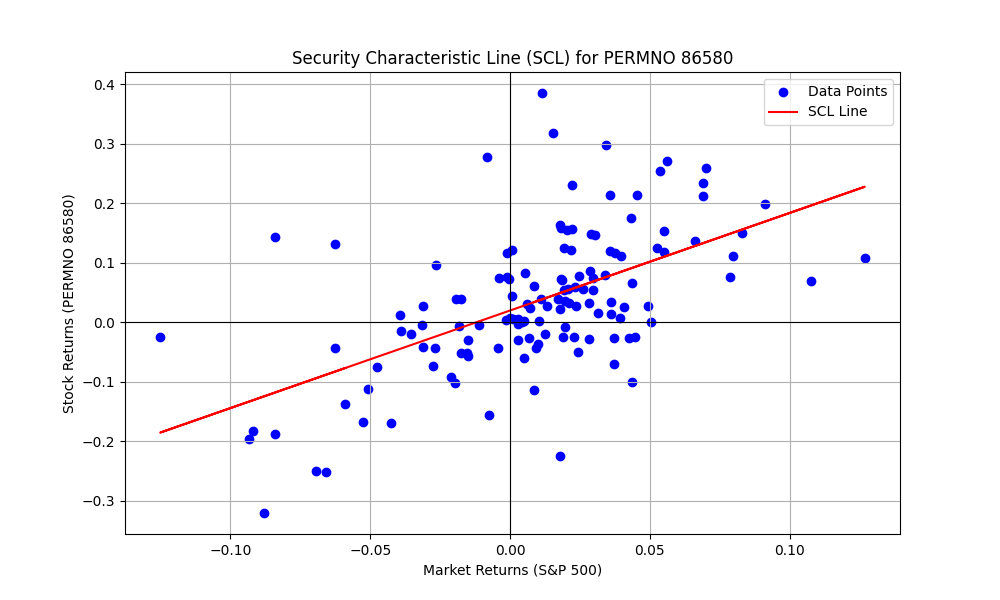 Security Characteristic Line (SCL) for PERMNO 86580
Data Points
SCL Line
Stock Returns (PERMNO 86580)
0.4
0.3
0.2
0.1
0.0
−0.1
−0.2
−0.3
−0.10 −0.05 0.00 0.05 0.10
Market Returns (S&P 500)